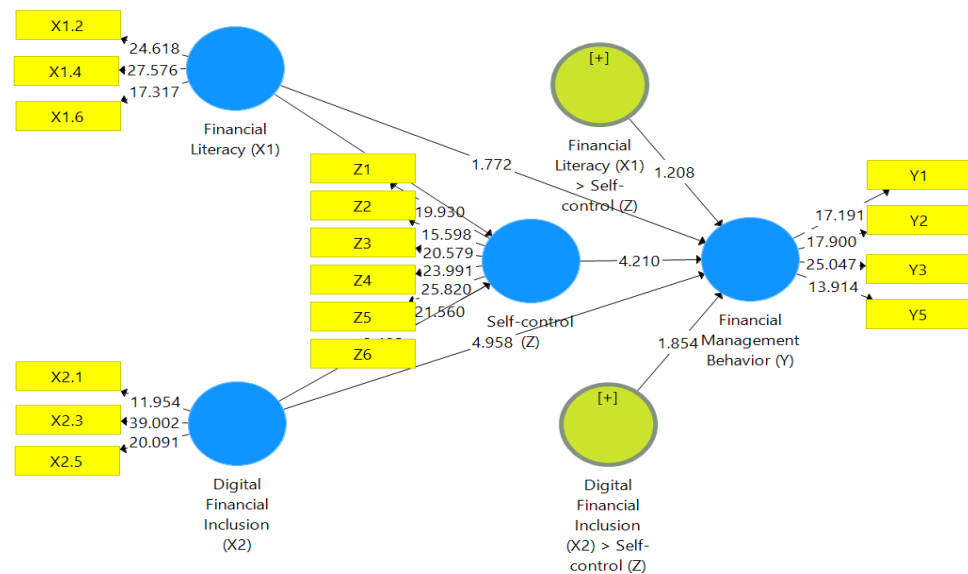 X1.2
24.618
X1.4
27.576
X1.6
17.317
Financial
Literacy (X1)
[+]
Financial
Literacy (X1)
> Self-
control (Z)
1.772
1.208
Z1
19.930
Z2
15.598
Z3
20.579
Z4
23.991
Z5
25.820
21.560
Z6
Self-control
(Z)
4.210
4.958
Y1
17.191
Y2
17.900
Y3
25.047
Y5
13.914
Financial
Management
Behavior (Y)
1.854
X2.1
11.954
X2.3
39.002
X2.5
20.091
Digital
Financial
Inclusion
(X2)
[+]
Digital
Financial
Inclusion
(X2) > Self-
control (Z)